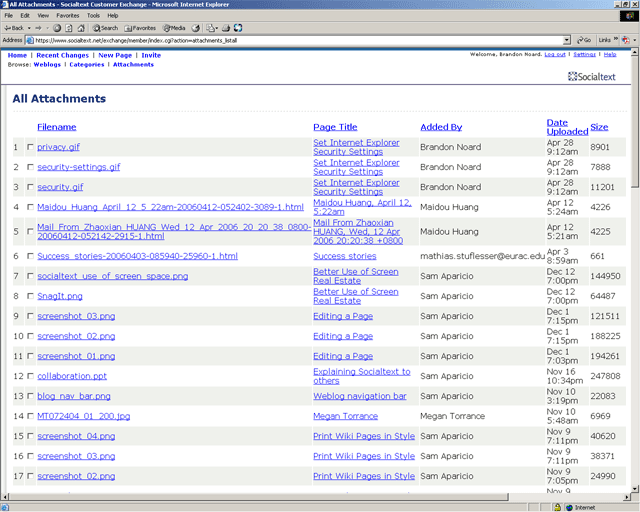 All Attachments - Socialtext Customer Exchange - Microsoft Internet Explorer
File Edit View Favorites Tools Help
Back Search Favorites Media
Address https://www.socialtext.net/exchange/member/index.cgi?action=attachments_listall Go Links
Home | Recent Changes | New Page | Invite
Welcome, Brandon Noard. Log out | Settings | Help
Browse: Weblogs | Categories | Attachments
Socialtext
All Attachments
Filename Page Title Added By Date Uploaded Size
1 privacy.gif Set Internet Explorer Security Settings Brandon Noard Apr 28 9:12am 8901
2 security-settings.gif Set Internet Explorer Security Settings Brandon Noard Apr 28 9:12am 7888
3 security.gif Set Internet Explorer Security Settings Brandon Noard Apr 28 9:12am 11201
4 Maidou_Huang_April_12_5_22am-20060412-052402-3089-1.html Maidou Huang, April 12, 5:22am Maidou Huang Apr 12 5:24am 4226
5 Mail_From_Zhaoxian_HUANG_Wed_12_Apr_2006_20_20_38_0800-20060412-052142-2915-1.html Mail From Zhaoxian HUANG, Wed, 12 Apr 2006 20:20:38 +0800 Maidou Huang Apr 12 5:21am 4225
6 Success_stories-20060403-085940-25960-1.html Success stories mathias.stuflesser@eurac.edu Apr 3 8:59am 661
7 socialtext_use_of_screen_space.png Better Use of Screen Real Estate Sam Aparicio Dec 12 7:00pm 144950
8 SnagIt.png Better Use of Screen Real Estate Sam Aparicio Dec 12 7:00pm 64487
9 screenshot_03.png Editing a Page Sam Aparicio Dec 1 7:15pm 121511
10 screenshot_02.png Editing a Page Sam Aparicio Dec 1 7:15pm 188225
11 screenshot_01.png Editing a Page Sam Aparicio Dec 1 7:03pm 194261
12 collaboration.ppt Explaining Socialtext to others Sam Aparicio Nov 16 10:34pm 247808
13 blog_nav_bar.png Weblog navigation bar Sam Aparicio Nov 10 3:19pm 22083
14 MT072404_01_200.jpg Megan Torrance Megan Torrance Nov 10 5:48am 6969
15 screenshot_04.png Print Wiki Pages in Style Sam Aparicio Nov 9 7:11pm 40620
16 screenshot_03.png Print Wiki Pages in Style Sam Aparicio Nov 9 7:11pm 38371
17 screenshot_02.png Print Wiki Pages in Style Sam Aparicio Nov 9 7:05pm 24990
Nov 9
Internet